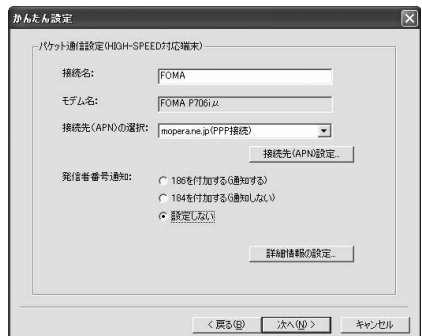 かんたん設定
パケット通信設定(HIGH-SPEED対応端末)
接続名: FOMA
モデム名: FOMA P706iμ
接続先(APN)の選択: mopera.ne.jp(PPP接続)
接続先(APN)設定...
発信者番号通知: 186を付加する(通知する)
184を付加する(通知しない)
設定しない
詳細情報の設定...
< 戻る(B) 次へ(N) > キャンセル